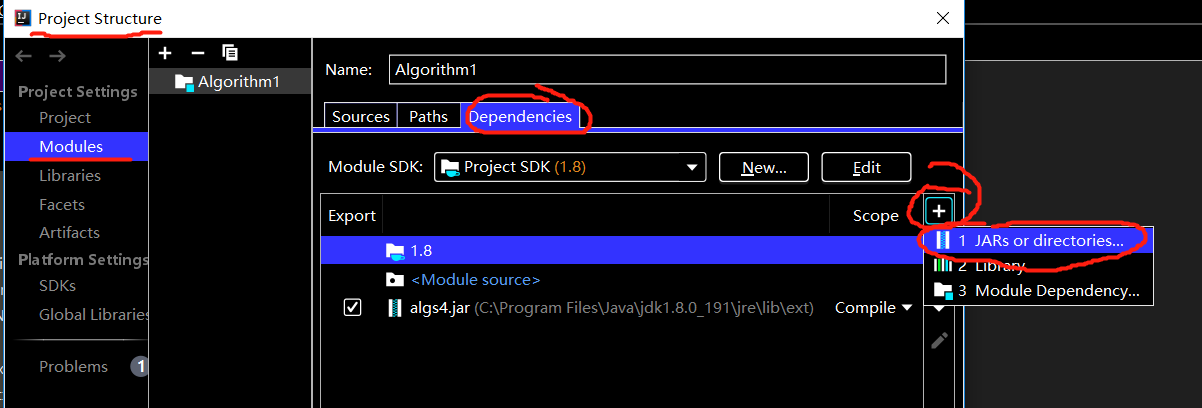 Project Structure
Project Settings
Project
Modules
Libraries
Facets
Artifacts
Platform Settings
SDKs
Global Libraries
Problems 1
Algorithm1
Name: Algorithm1
Sources Paths Dependencies
Module SDK: Project SDK (1.8) New... Edit
Export Scope
1.8
<Module source>
algs4.jar (C:\Program Files\Java\jdk1.8.0_191\jre\lib\ext) Compile
1 JARs or directories...
2 Library
3 Module Dependency...